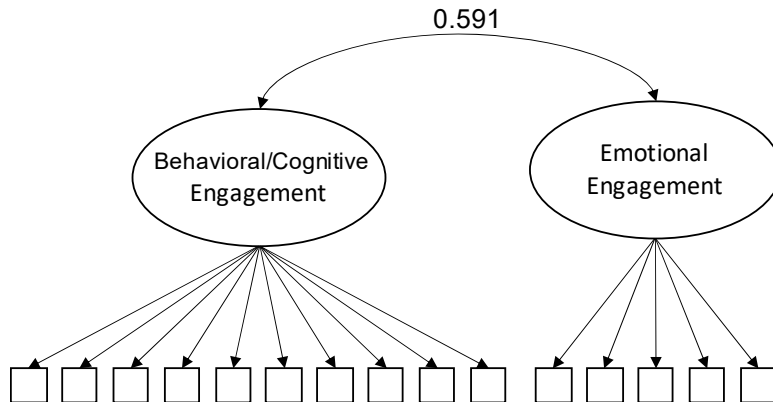 0.591
Behavioral/Cognitive
Engagement
Emotional
Engagement